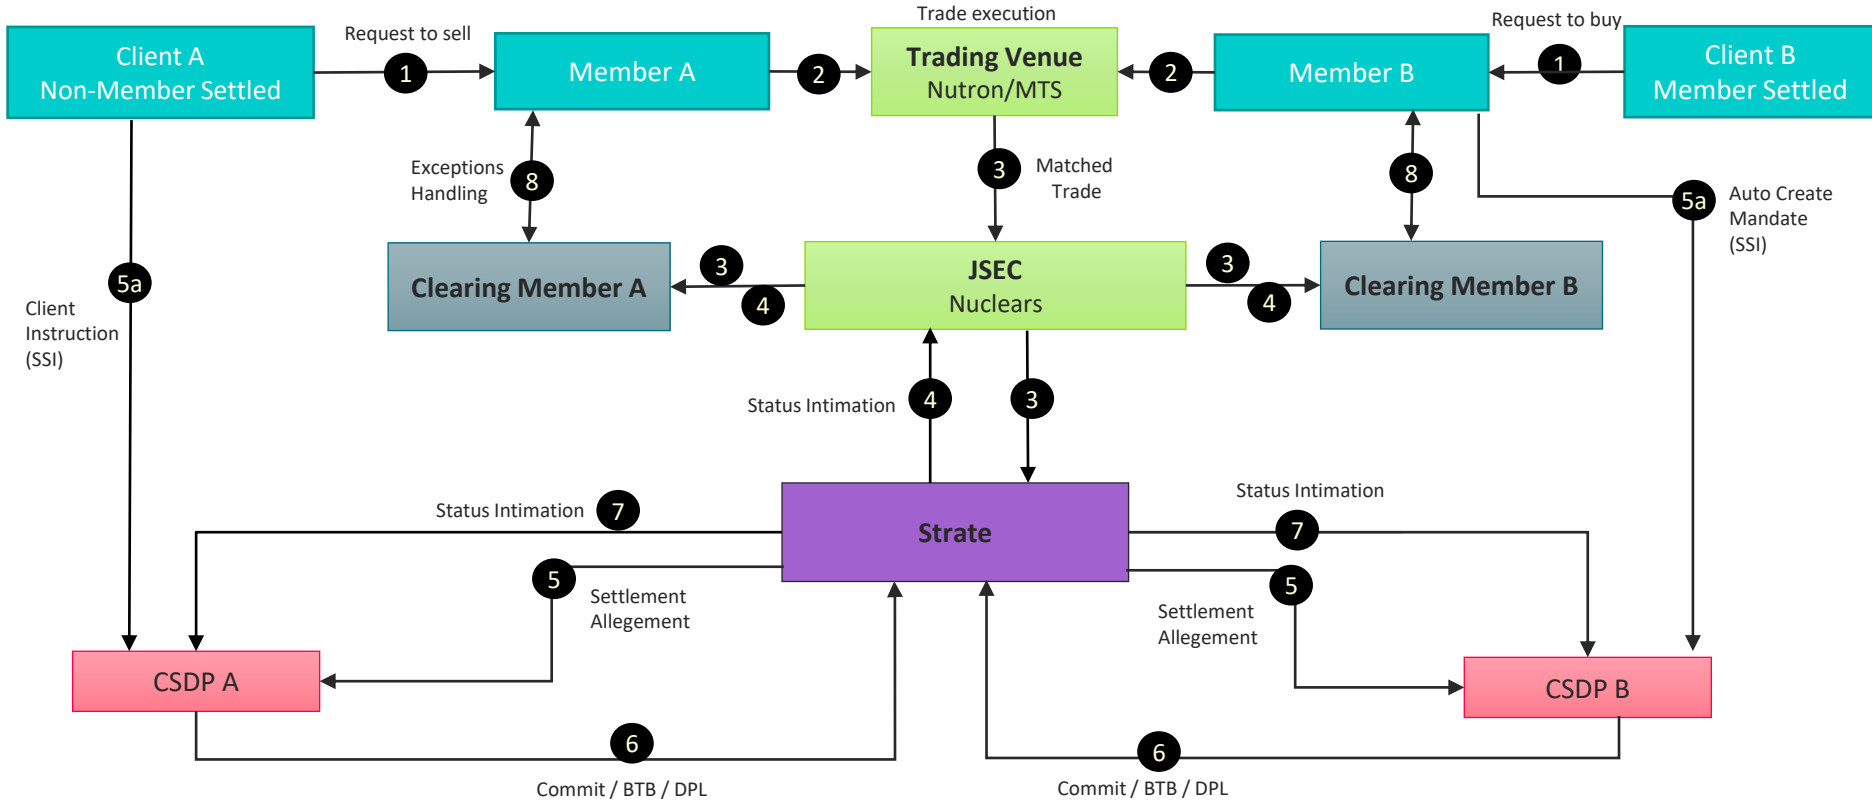 Trade execution
Request to sell
Request to buy
Client A
Non-Member Settled
1
Member A
2
Trading Venue
Nutron/MTS
2
Member B
1
Client B
Member Settled
Exceptions
Handling
8
3
Matched
Trade
8
5a
Auto Create
Mandate
(SSI)
5a
Client
Instruction
(SSI)
Clearing Member A
3
4
JSEC
Nuclears
3
4
Clearing Member B
Status Intimation
4
3
Status Intimation
7
Strate
Status Intimation
7
5
Settlement
Allegement
5
Settlement
Allegement
CSDP A
CSDP B
6
Commit / BTB / DPL
6
Commit / BTB / DPL